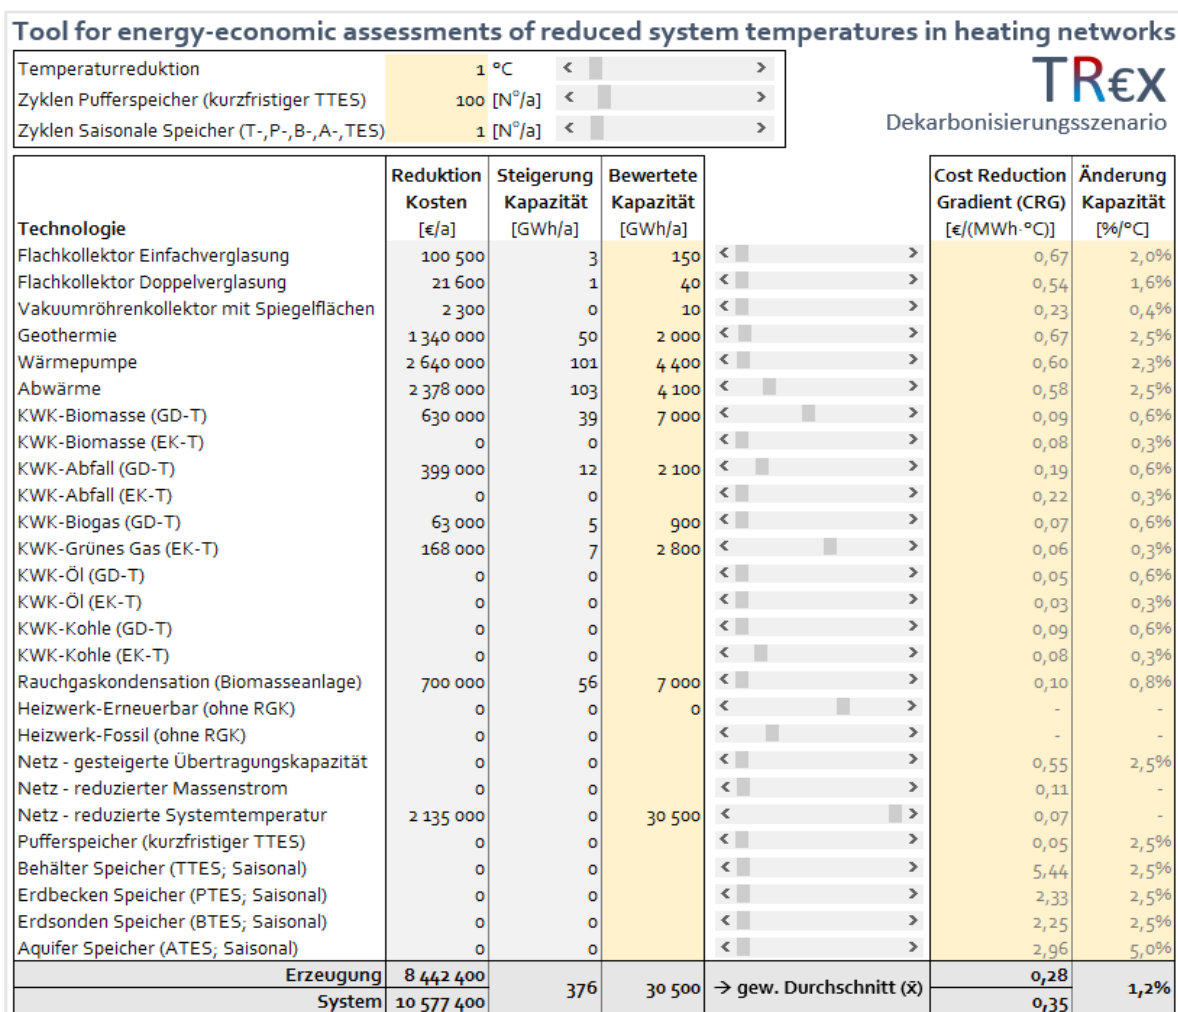 Tool for energy-economic assessments of reduced system temperatures in heating networks
Temperaturreduktion 1 °C < >
Zyklen Pufferspeicher (kurzfristiger TTES) 100 [N°/a] < >
Zyklen Saisonale Speicher (T-,P-,B-,A-,TES) 1 [N°/a] < >
TR€X
Dekarbonisierungsszenario
Reduktion Steigerung Bewertete Cost Reduction Änderung
Kosten Kapazität Kapazität Gradient (CRG) Kapazität
Technologie [€/a] [GWh/a] [GWh/a] [€/(MWh·°C)] [%/°C]
Flachkollektor Einfachverglasung 100 500 3 150 < > 0,67 2,0%
Flachkollektor Doppelverglasung 21 600 1 40 < > 0,54 1,6%
Vakuumröhrenkollektor mit Spiegelflächen 2 300 0 10 < > 0,23 0,4%
Geothermie 1 340 000 50 2 000 < > 0,67 2,5%
Wärmepumpe 2 640 000 101 4 400 < > 0,60 2,3%
Abwärme 2 378 000 103 4 100 < > 0,58 2,5%
KWK-Biomasse (GD-T) 630 000 39 7 000 < > 0,09 0,6%
KWK-Biomasse (EK-T) 0 0 < > 0,08 0,3%
KWK-Abfall (GD-T) 399 000 12 2 100 < > 0,19 0,6%
KWK-Abfall (EK-T) 0 0 < > 0,22 0,3%
KWK-Biogas (GD-T) 63 000 5 900 < > 0,07 0,6%
KWK-Grünes Gas (EK-T) 168 000 7 2 800 < > 0,06 0,3%
KWK-Öl (GD-T) 0 0 < > 0,05 0,6%
KWK-Öl (EK-T) 0 0 < > 0,03 0,3%
KWK-Kohle (GD-T) 0 0 < > 0,09 0,6%
KWK-Kohle (EK-T) 0 0 < > 0,08 0,3%
Rauchgaskondensation (Biomasseanlage) 700 000 56 7 000 < > 0,10 0,8%
Heizwerk-Erneuerbar (ohne RGK) 0 0 0 < > - -
Heizwerk-Fossil (ohne RGK) 0 0 < > - -
Netz - gesteigerte Übertragungskapazität 0 0 < > 0,55 2,5%
Netz - reduzierter Massenstrom 0 0 < > 0,11 -
Netz - reduzierte Systemtemperatur 2 135 000 0 30 500 < > 0,07 -
Pufferspeicher (kurzfristiger TTES) 0 0 < > 0,05 2,5%
Behälter Speicher (TTES; Saisonal) 0 0 < > 5,44 2,5%
Erdbecken Speicher (PTES; Saisonal) 0 0 < > 2,33 2,5%
Erdsonden Speicher (BTES; Saisonal) 0 0 < > 2,25 2,5%
Aquifer Speicher (ATES; Saisonal) 0 0 < > 2,96 5,0%
Erzeugung 8 442 400 0,28
376 30 500 → gew. Durchschnitt (x̄) 1,2%
System 10 577 400 0,35